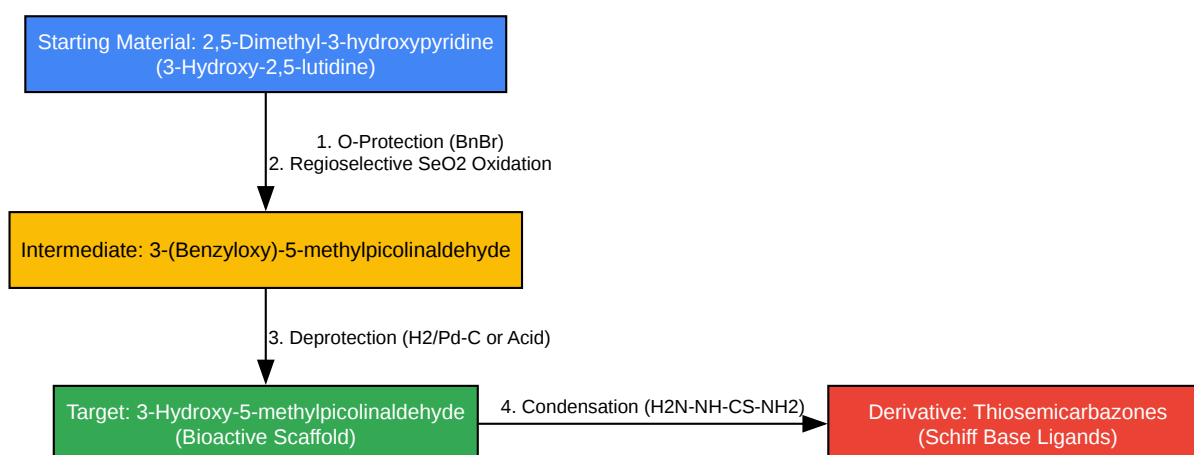 Starting Material: 2,5-Dimethyl-3-hydroxypyridine
(3-Hydroxy-2,5-lutidine)
1. O-Protection (BnBr)
2. Regioselective SeO2 Oxidation
Intermediate: 3-(Benzyloxy)-5-methylpicolinaldehyde
3. Deprotection (H2/Pd-C or Acid)
Target: 3-Hydroxy-5-methylpicolinaldehyde
(Bioactive Scaffold)
4. Condensation (H2N-NH-CS-NH2)
Derivative: Thiosemicarbazones
(Schiff Base Ligands)